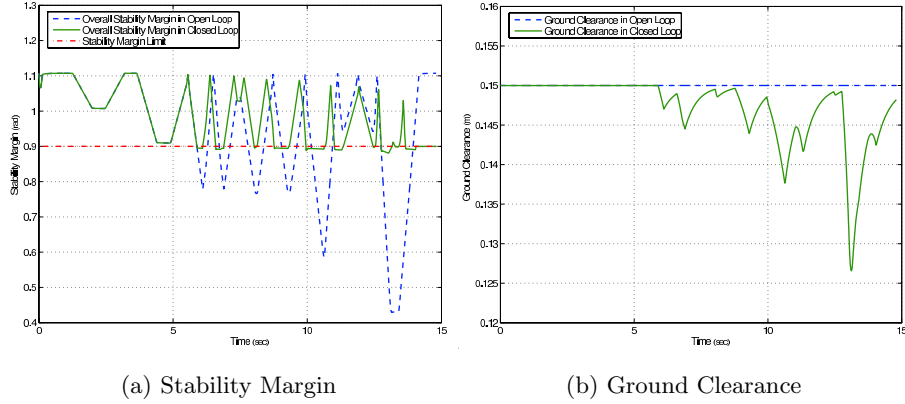 Overall Stability Margin in Open Loop
Overall Stability Margin in Closed Loop
Stability Margin Limit
1.3
1.2
1.1
1
0.9
0.8
0.7
0.6
0.5
0.4
Stability Margin (rad)
0
5
10
15
Time (sec)
(a) Stability Margin
Ground Clearance in Open Loop
Ground Clearance in Closed Loop
0.16
0.155
0.15
0.145
0.14
0.135
0.13
0.125
0.12
Ground Clearance (m)
0
5
10
15
Time (sec)
(b) Ground Clearance